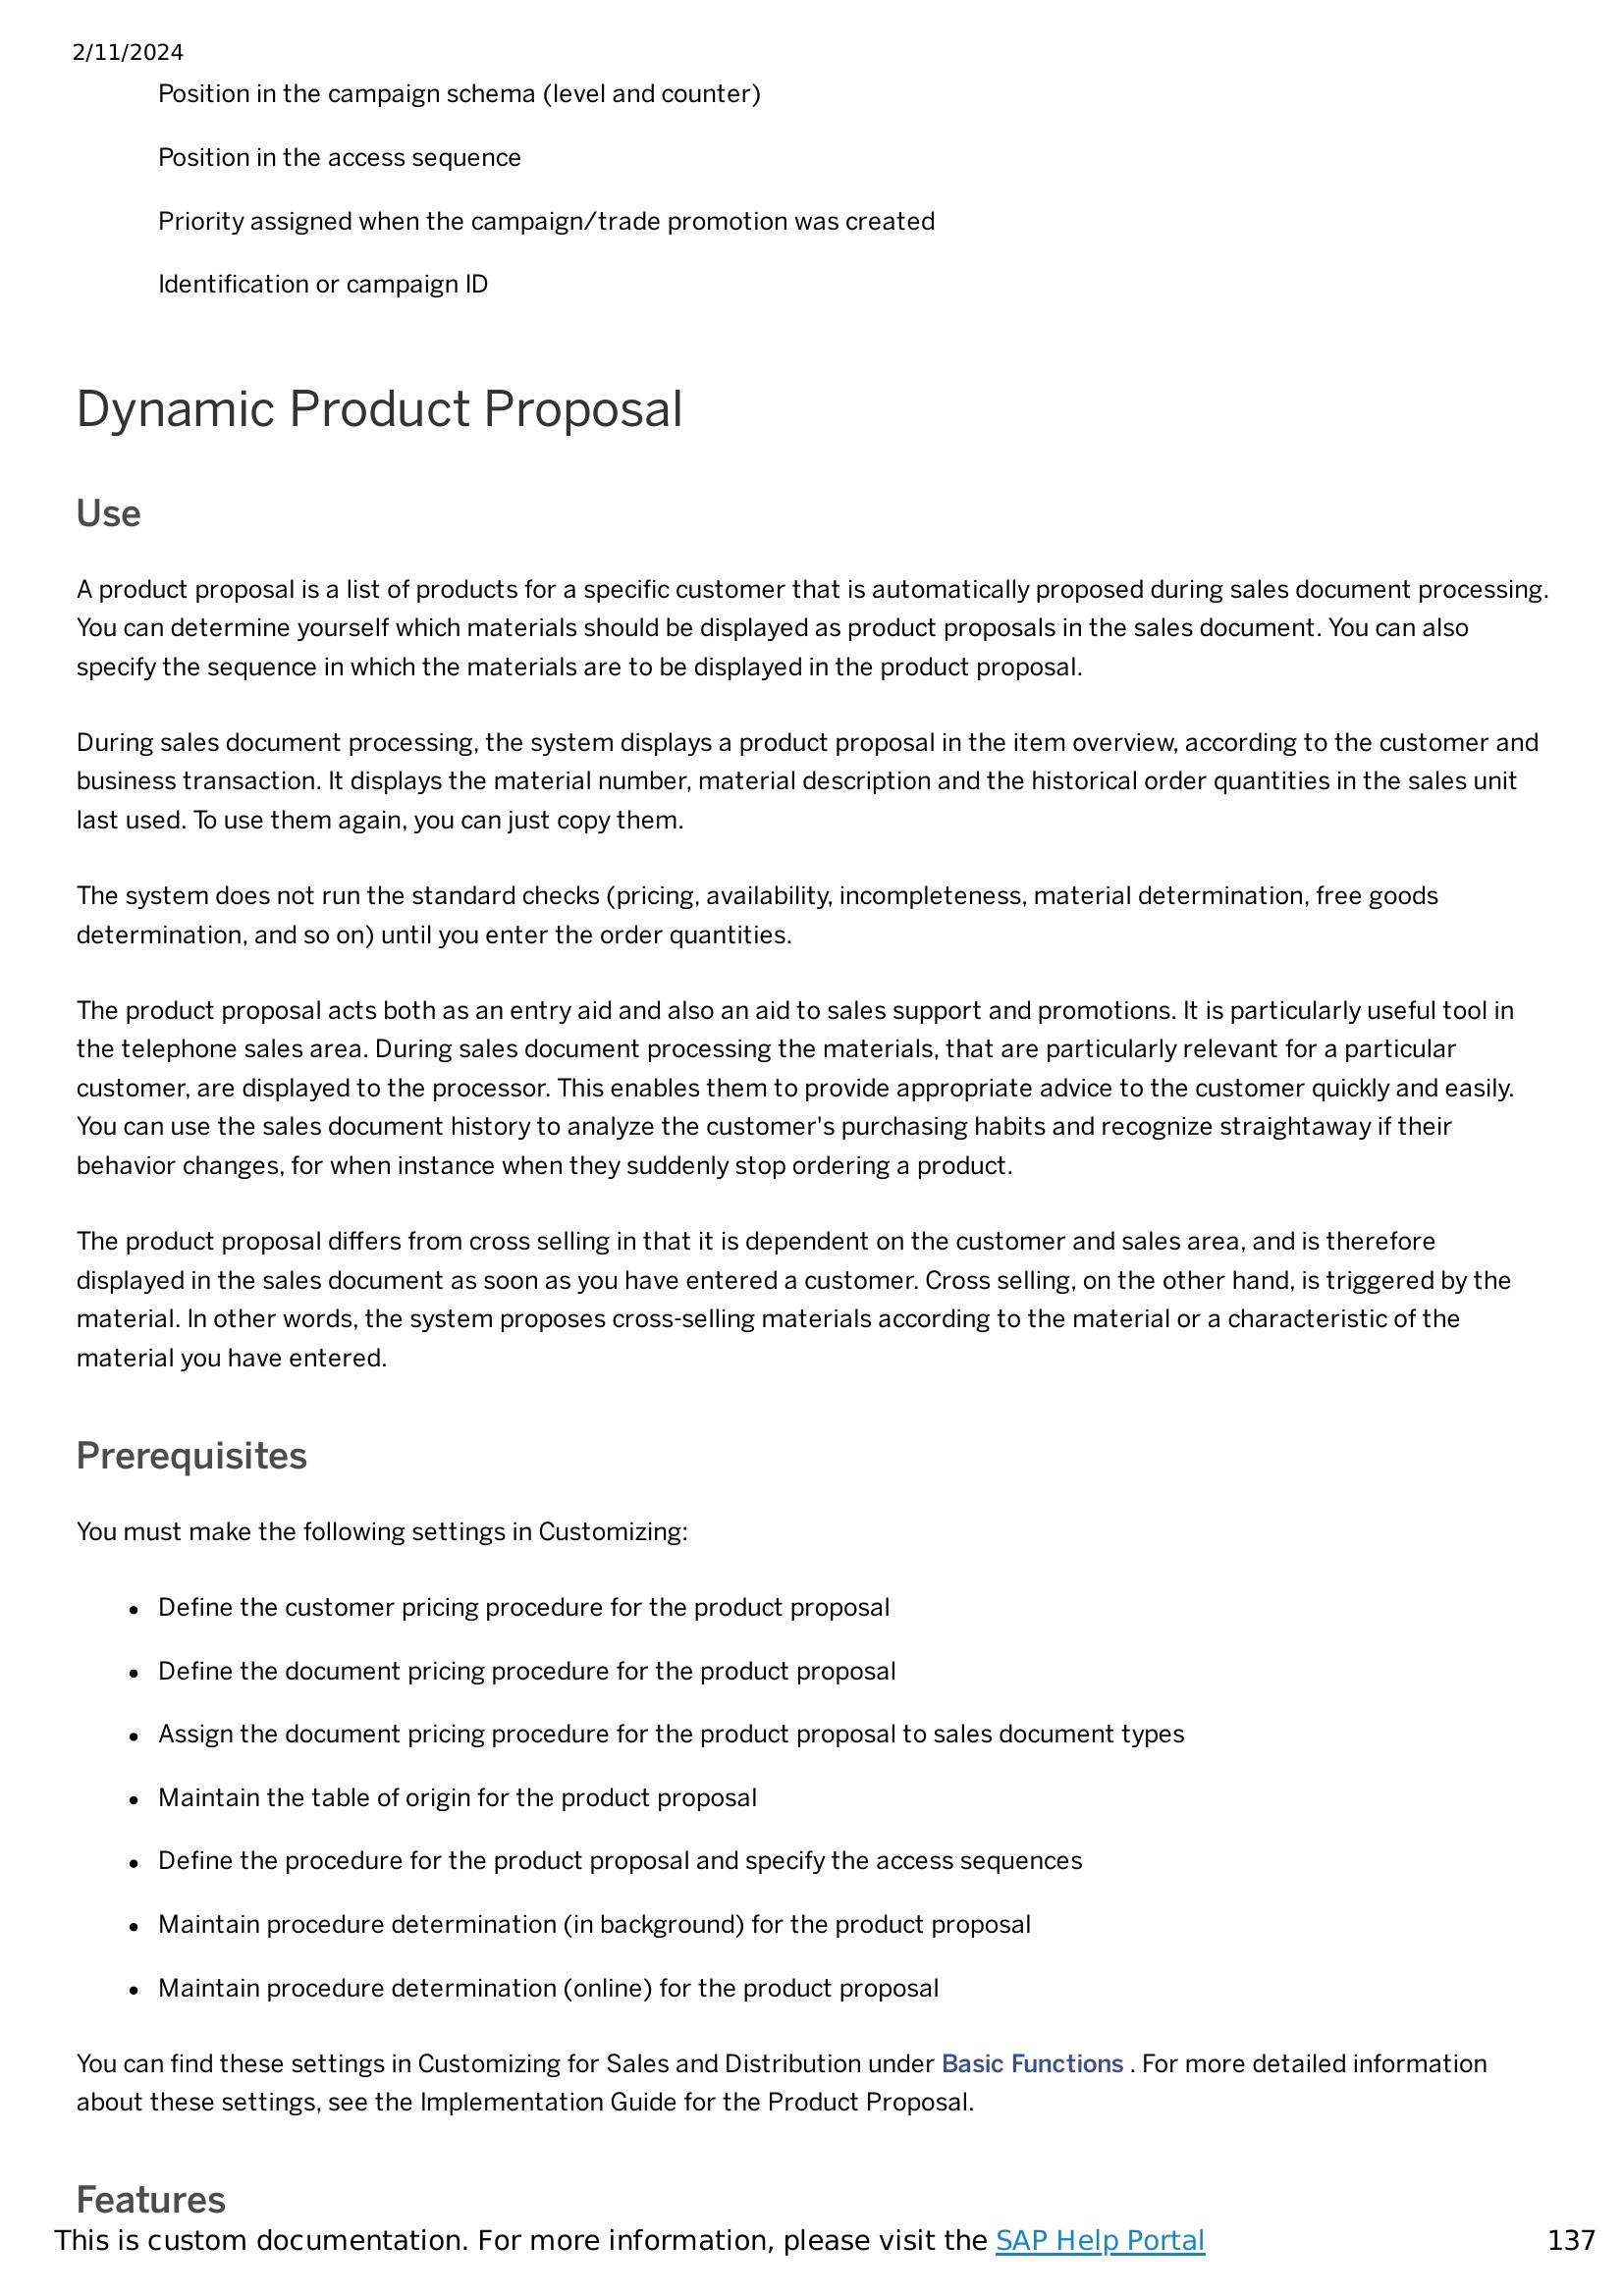 2/11/2024
Position in the campaign schema (level and counter)
Position in the access sequence
Priority assigned when the campaign/trade promotion was created
Identification or campaign ID
Dynamic Product Proposal
Use
A product proposal is a list of products for a specific customer that is automatically proposed during sales document processing.
You can determine yourself which materials should be displayed as product proposals in the sales document. You can also
specify the sequence in which the materials are to be displayed in the product proposal.
During sales document processing, the system displays a product proposal in the item overview, according to the customer and
business transaction. It displays the material number, material description and the historical order quantities in the sales unit
last used. To use them again, you can just copy them.
The system does not run the standard checks (pricing, availability, incompleteness, material determination, free goods
determination, and so on) until you enter the order quantities.
The product proposal acts both as an entry aid and also an aid to sales support and promotions. It is particularly useful tool in
the telephone sales area. During sales document processing the materials, that are particularly relevant for a particular
customer, are displayed to the processor. This enables them to provide appropriate advice to the customer quickly and easily.
You can use the sales document history to analyze the customer's purchasing habits and recognize straightaway if their
behavior changes, for when instance when they suddenly stop ordering a product.
The product proposal differs from cross selling in that it is dependent on the customer and sales area, and is therefore
displayed in the sales document as soon as you have entered a customer. Cross selling, on the other hand, is triggered by the
material. In other words, the system proposes cross-selling materials according to the material or a characteristic of the
material you have entered.
Prerequisites
You must make the following settings in Customizing:
• Define the customer pricing procedure for the product proposal
• Define the document pricing procedure for the product proposal
• Assign the document pricing procedure for the product proposal to sales document types
• Maintain the table of origin for the product proposal
• Define the procedure for the product proposal and specify the access sequences
• Maintain procedure determination (in background) for the product proposal
• Maintain procedure determination (online) for the product proposal
You can find these settings in Customizing for Sales and Distribution under Basic Functions . For more detailed information
about these settings, see the Implementation Guide for the Product Proposal.
Features
This is custom documentation. For more information, please visit the SAP Help Portal 137